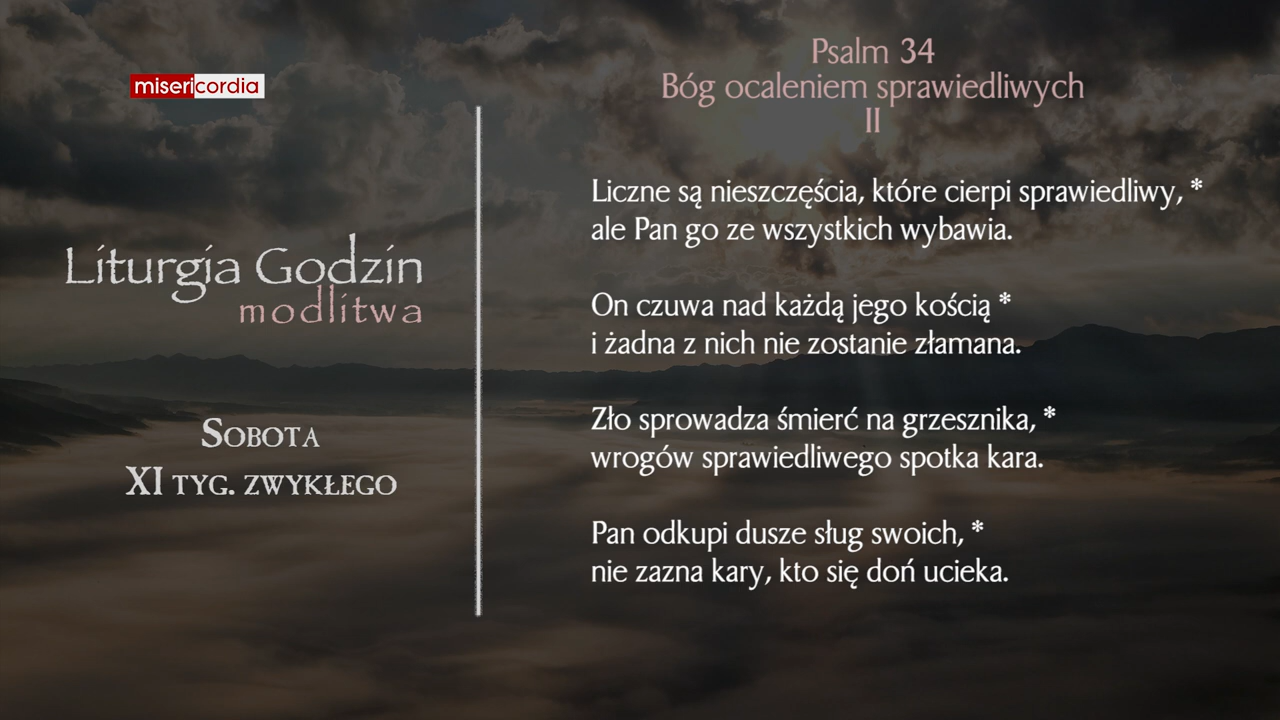 misericordia
Liturgia Godzin
modlitwa
Sobota
XI tyg. zwykłego
Psalm 34
Bóg ocaleniem sprawiedliwych
II
Liczne są nieszczęścia, które cierpi sprawiedliwy, *
ale Pan go ze wszystkich wybawia.
On czuwa nad każdą jego kością *
i żadna z nich nie zostanie złamana.
Zło sprowadza śmierć na grzesznika, *
wrogów sprawiedliwego spotka kara.
Pan odkupi dusze sług swoich, *
nie zazna kary, kto się doń ucieka.